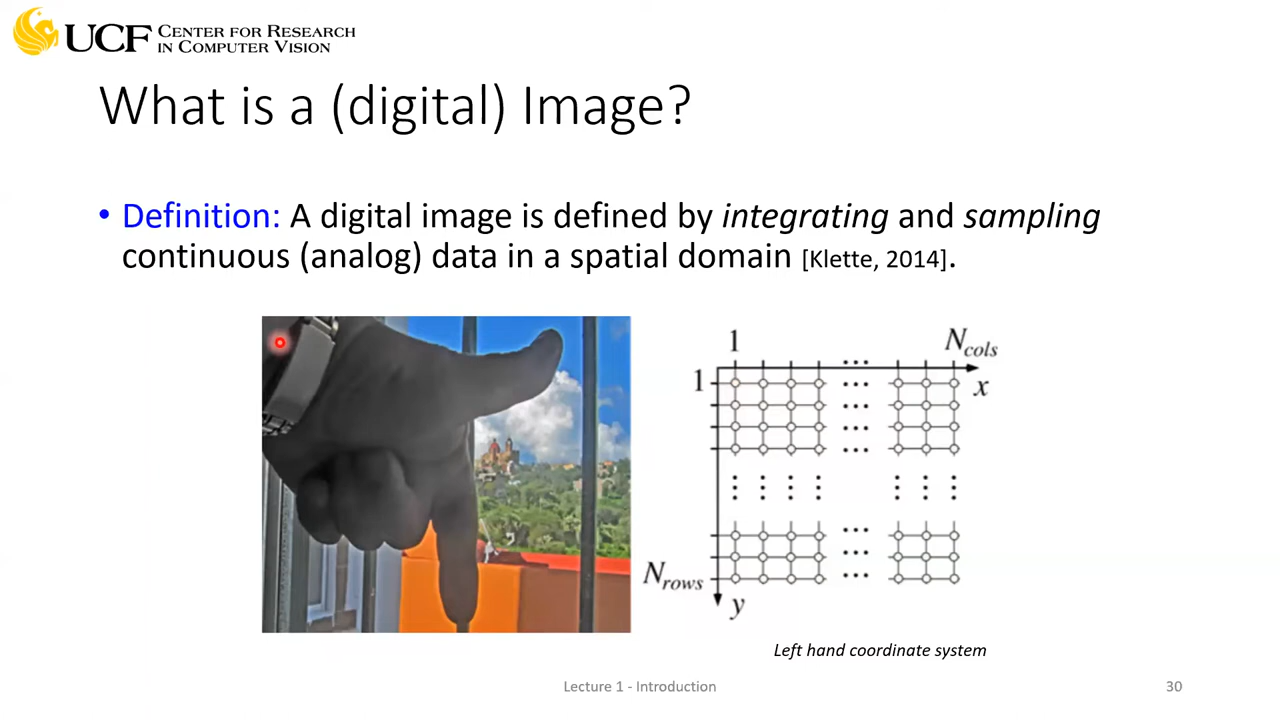 UCF CENTER FOR RESEARCH
IN COMPUTER VISION
What is a (digital) Image?
• Definition: A digital image is defined by integrating and sampling
continuous (analog) data in a spatial domain [Klette, 2014].
1 ... N_cols
1 x
N_rows
y
Left hand coordinate system
Lecture 1 - Introduction 30